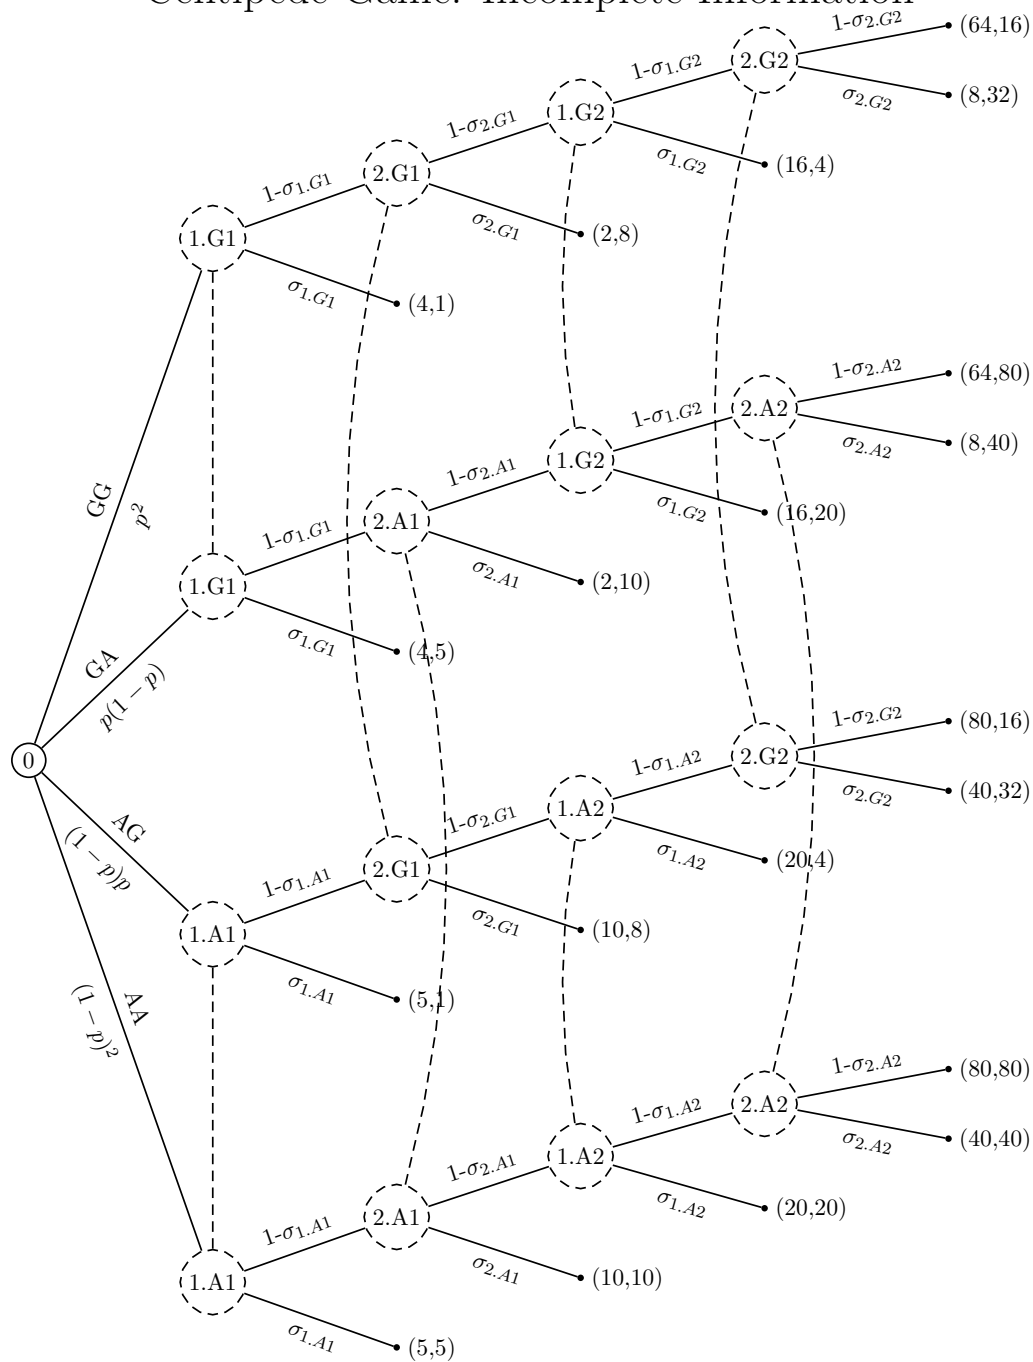 Centipede Game: Incomplete Information
1-σ2.G2
(64,16)
2.G2
1-σ1.G2
σ2.G2
(8,32)
1.G2
1-σ2.G1
σ1.G2
(16,4)
2.G1
1-σ1.G1
σ2.G1
(2,8)
1.G1
σ1.G1
(4,1)
GG
p²
1-σ2.A2
(64,80)
2.A2
1-σ1.G2
σ2.A2
(8,40)
1.G2
1-σ2.A1
σ1.G2
(16,20)
2.A1
1-σ1.G1
σ2.A1
(2,10)
1.G1
σ1.G1
(4,5)
GA
p(1 − p)
0
1-σ2.G2
(80,16)
2.G2
1-σ1.A2
σ2.G2
(40,32)
1.A2
1-σ2.G1
σ1.A2
(20,4)
2.G1
1-σ1.A1
σ2.G1
(10,8)
AG
(1 − p)p
1.A1
σ1.A1
(5,1)
AA
(1 − p)²
1-σ2.A2
(80,80)
2.A2
1-σ1.A2
σ2.A2
(40,40)
1.A2
1-σ2.A1
σ1.A2
(20,20)
2.A1
1-σ1.A1
σ2.A1
(10,10)
1.A1
σ1.A1
(5,5)